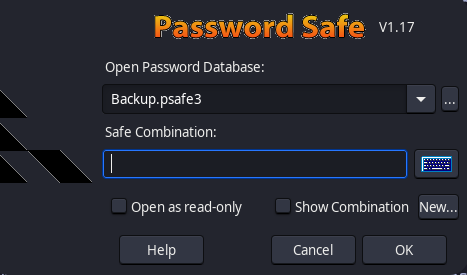 Password Safe V1.17
Open Password Database:
Backup.psafe3
...
Safe Combination:
Open as read-only
Show Combination
New...
Help
Cancel
OK